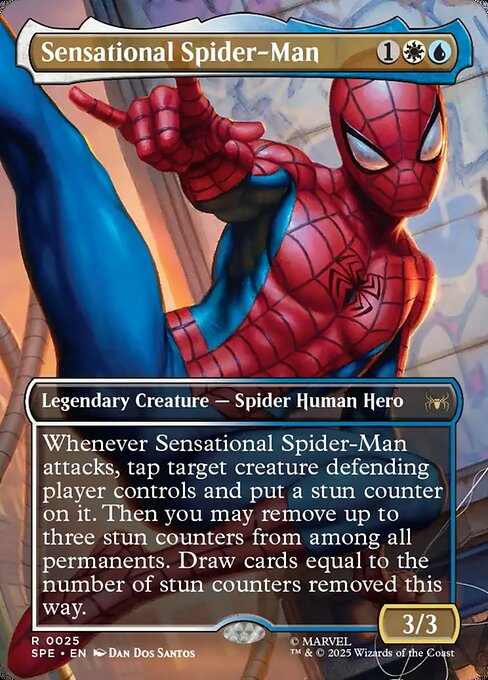 Sensational Spider-Man 1
Legendary Creature — Spider Human Hero
Whenever Sensational Spider-Man
attacks, tap target creature defending
player controls and put a stun counter
on it. Then you may remove up to
three stun counters from among all
permanents. Draw cards equal to the
number of stun counters removed this
way.
3/3
R 0025
SPE • EN Dan Dos Santos
© MARVEL
™ & © 2025 Wizards of the Coast